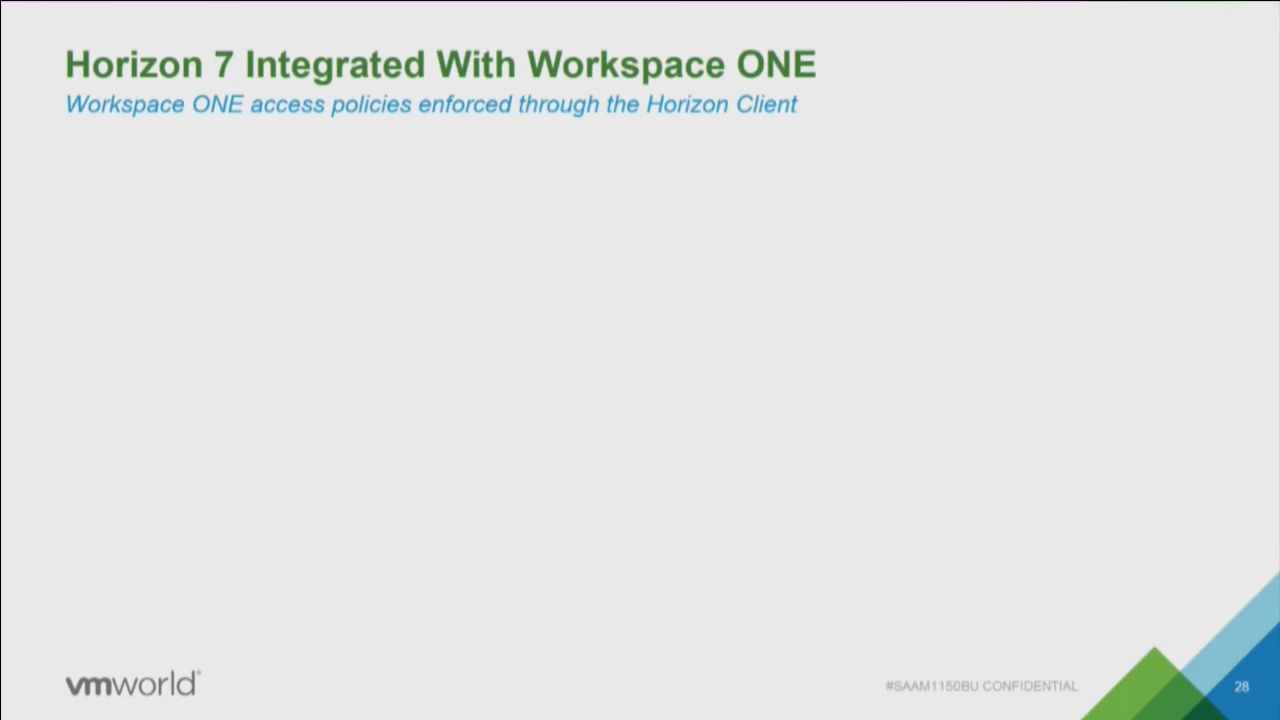 Horizon 7 Integrated With Workspace ONE
Workspace ONE access policies enforced through the Horizon Client
vmworld®
#SAAM1150BU CONFIDENTIAL
28